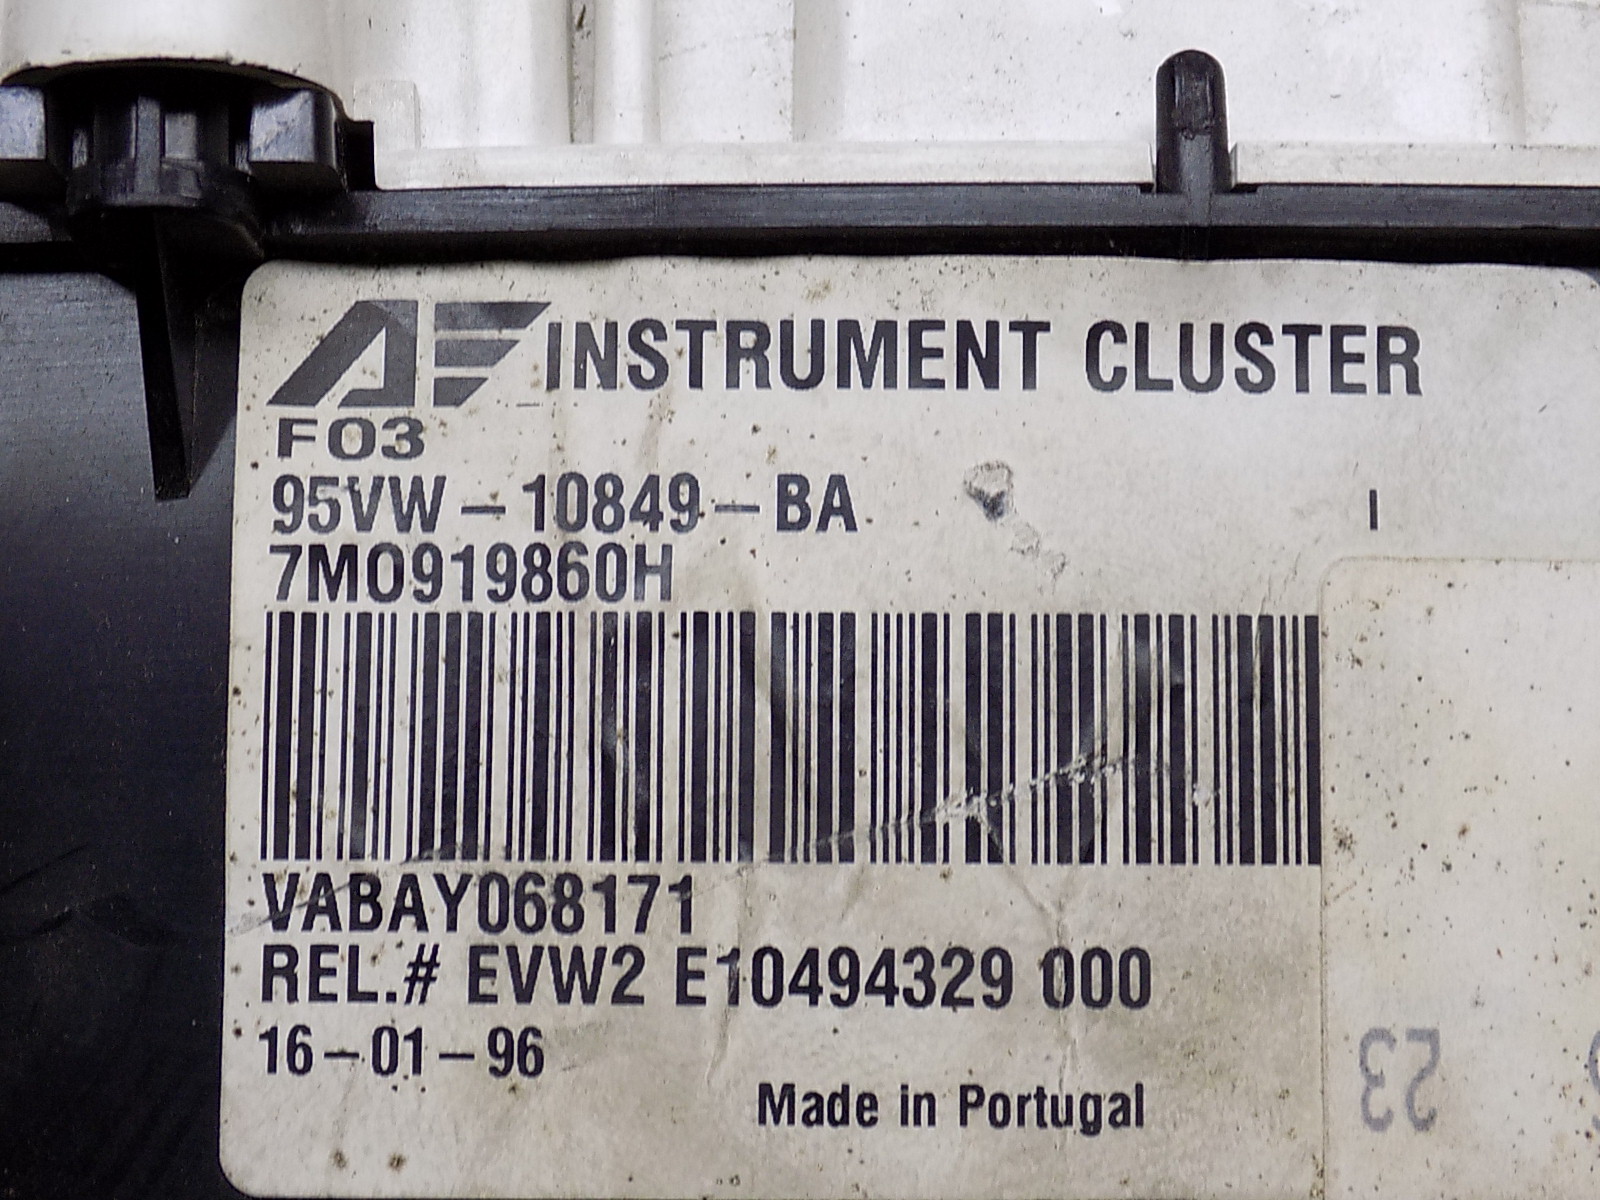 AF INSTRUMENT CLUSTER
F03
95VW-10849-BA
I
7M0919860H
VABAY068171
REL.# EVW2 E10494329 000
16-01-96
Made in Portugal
23